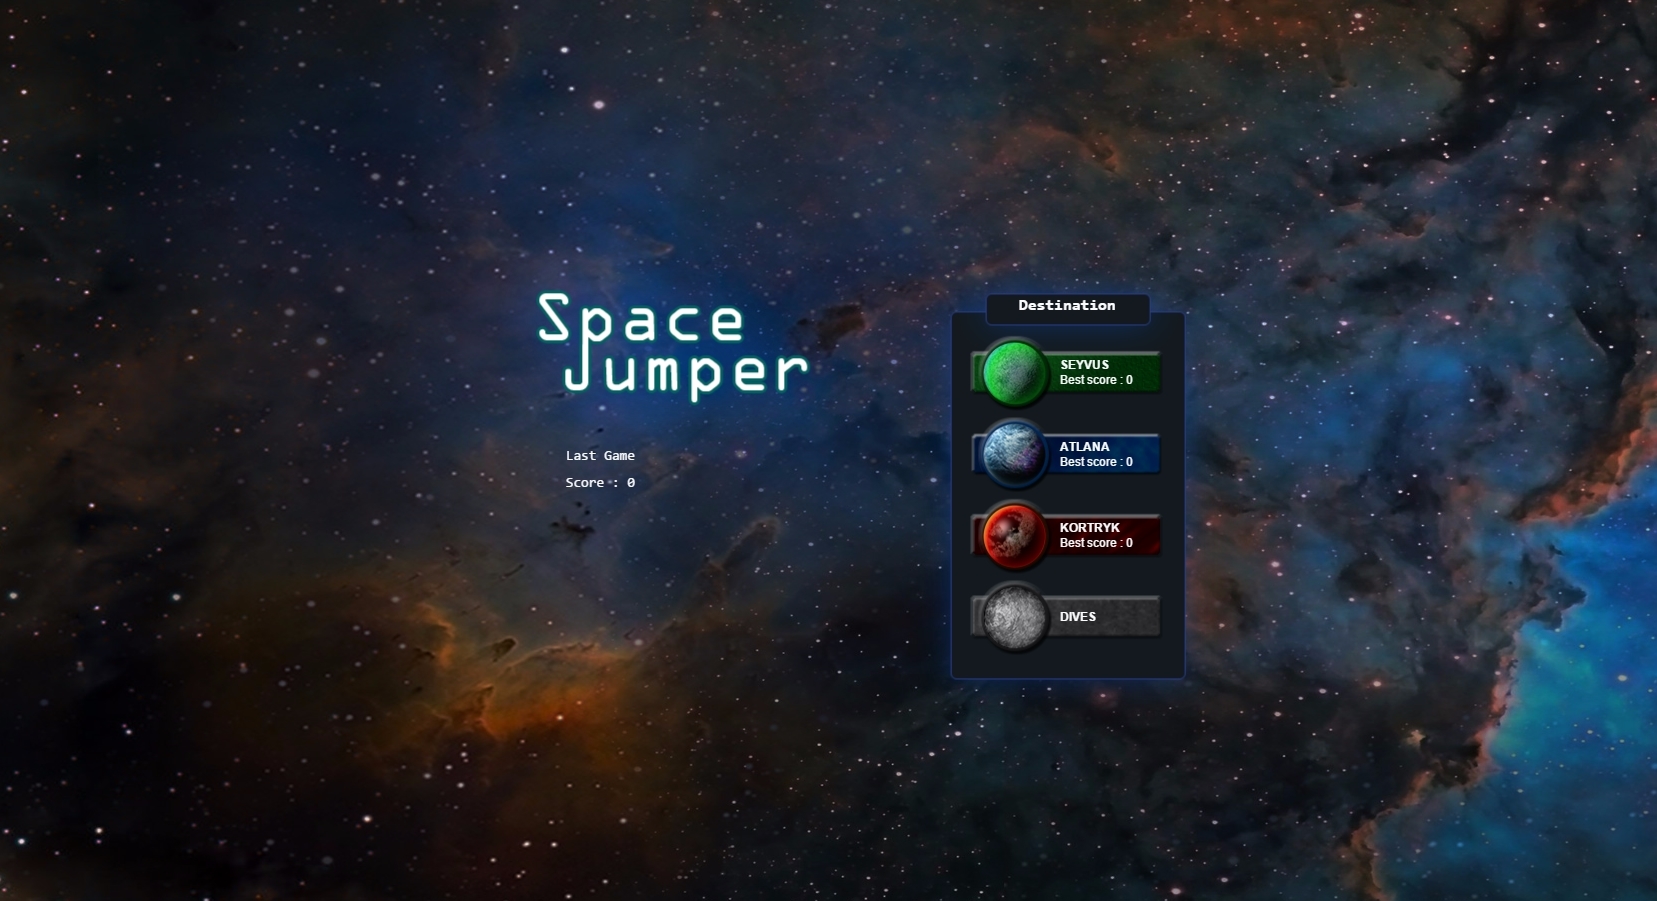 Space
Jumper
Last Game
Score : 0
Destination
SEYVUS
Best score : 0
ATLANA
Best score : 0
KORTRYK
Best score : 0
DIVES